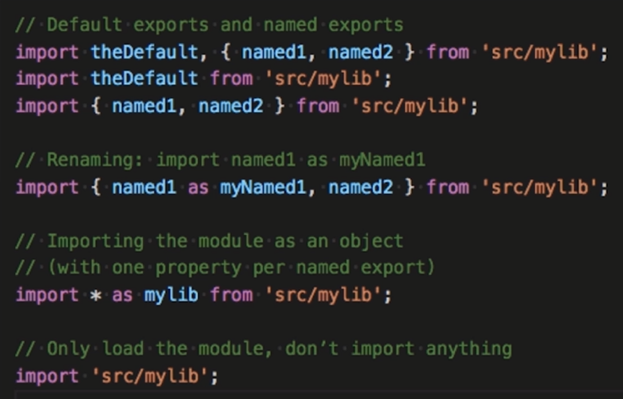 // Default exports and named exports
import theDefault, { named1, named2 } from 'src/mylib';
import theDefault from 'src/mylib';
import { named1, named2 } from 'src/mylib';
// Renaming: import named1 as myNamed1
import { named1 as myNamed1, named2 } from 'src/mylib';
// Importing the module as an object
// (with one property per named export)
import * as mylib from 'src/mylib';
// Only load the module, don’t import anything
import 'src/mylib';